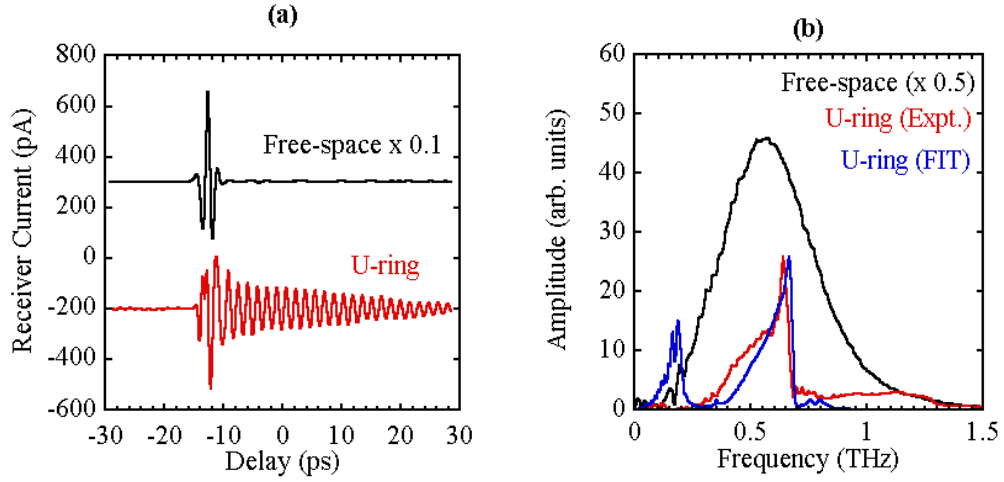 (a)
800
600
400
200
0
-200
-400
-600
Receiver Current (pA)
Free-space x 0.1
U-ring
-30
-20
-10
0
10
20
30
Delay (ps)
(b)
60
50
40
30
20
10
0
Amplitude (arb. units)
Free-space (x 0.5)
U-ring (Expt.)
U-ring (FIT)
0
0.5
1
1.5
Frequency (THz)